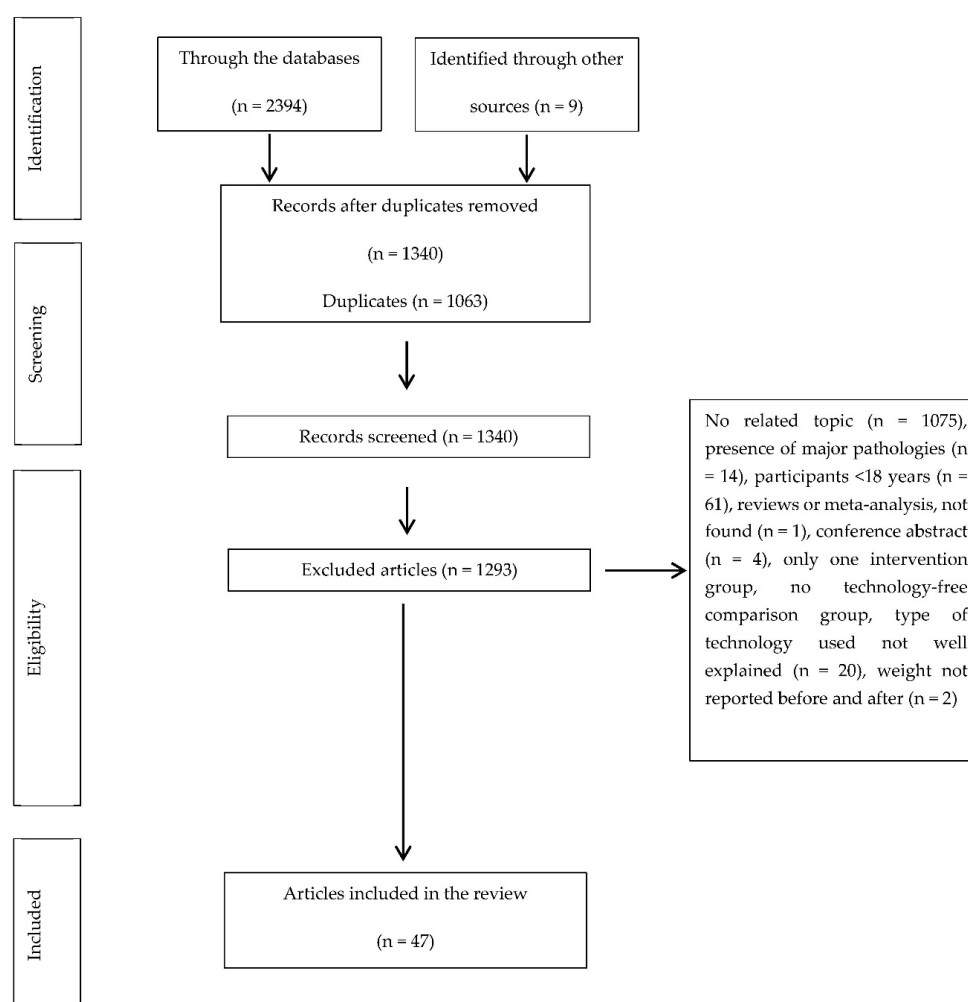 Identification
Through the databases
(n = 2394)
Identified through other
sources (n = 9)
Records after duplicates removed
(n = 1340)
Duplicates (n = 1063)
Screening
Records screened (n = 1340)
Eligibility
Excluded articles (n = 1293)
No related topic (n = 1075),
presence of major pathologies (n
= 14), participants <18 years (n =
61), reviews or meta-analysis, not
found (n = 1), conference abstract
(n = 4), only one intervention
group, no technology-free
comparison group, type of
technology used not well
explained (n = 20), weight not
reported before and after (n = 2)
Included
Articles included in the review
(n = 47)